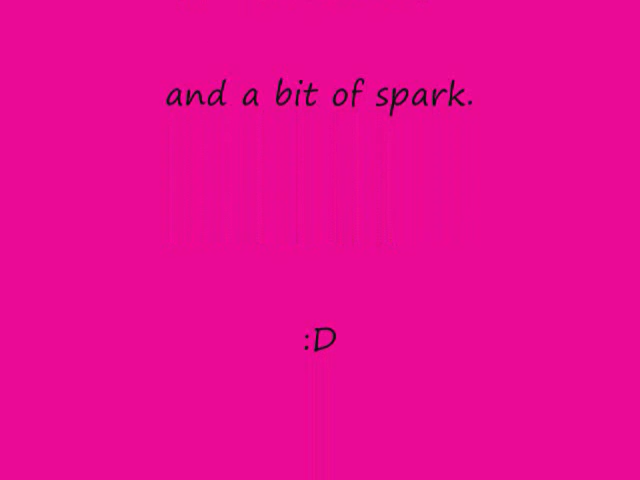 and a bit of spark.
:D